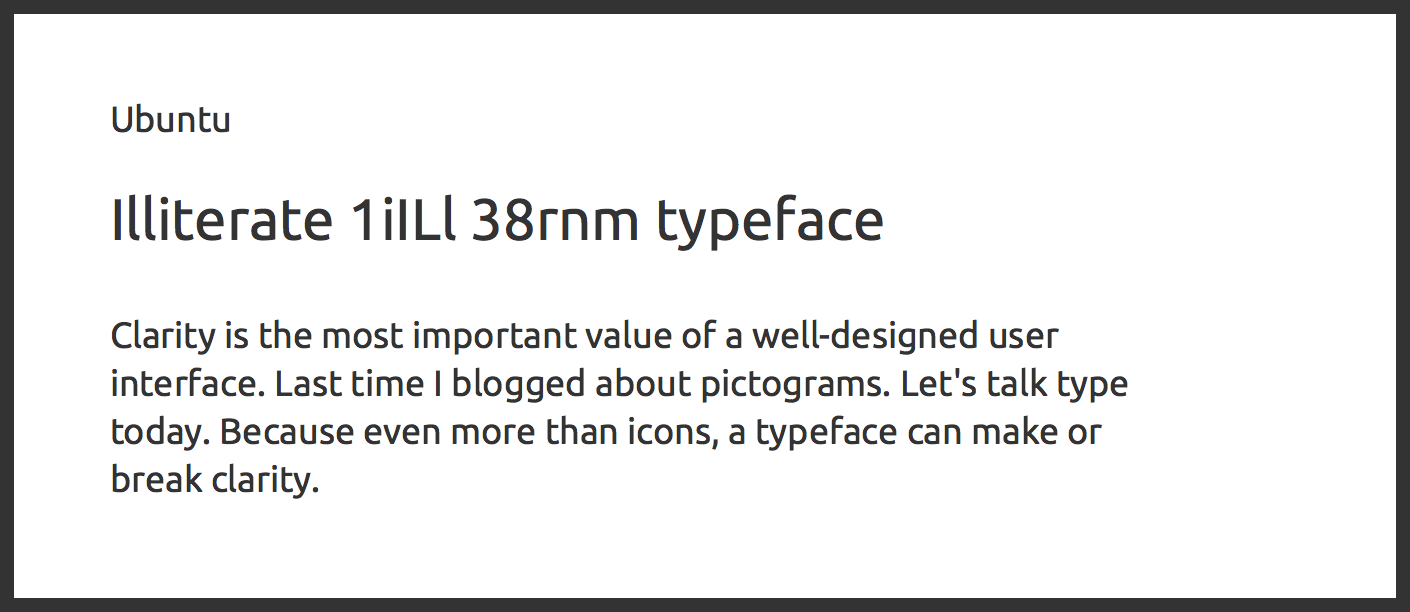 Ubuntu
Illiterate 1iILl 38rnm typeface
Clarity is the most important value of a well-designed user
interface. Last time I blogged about pictograms. Let's talk type
today. Because even more than icons, a typeface can make or
break clarity.